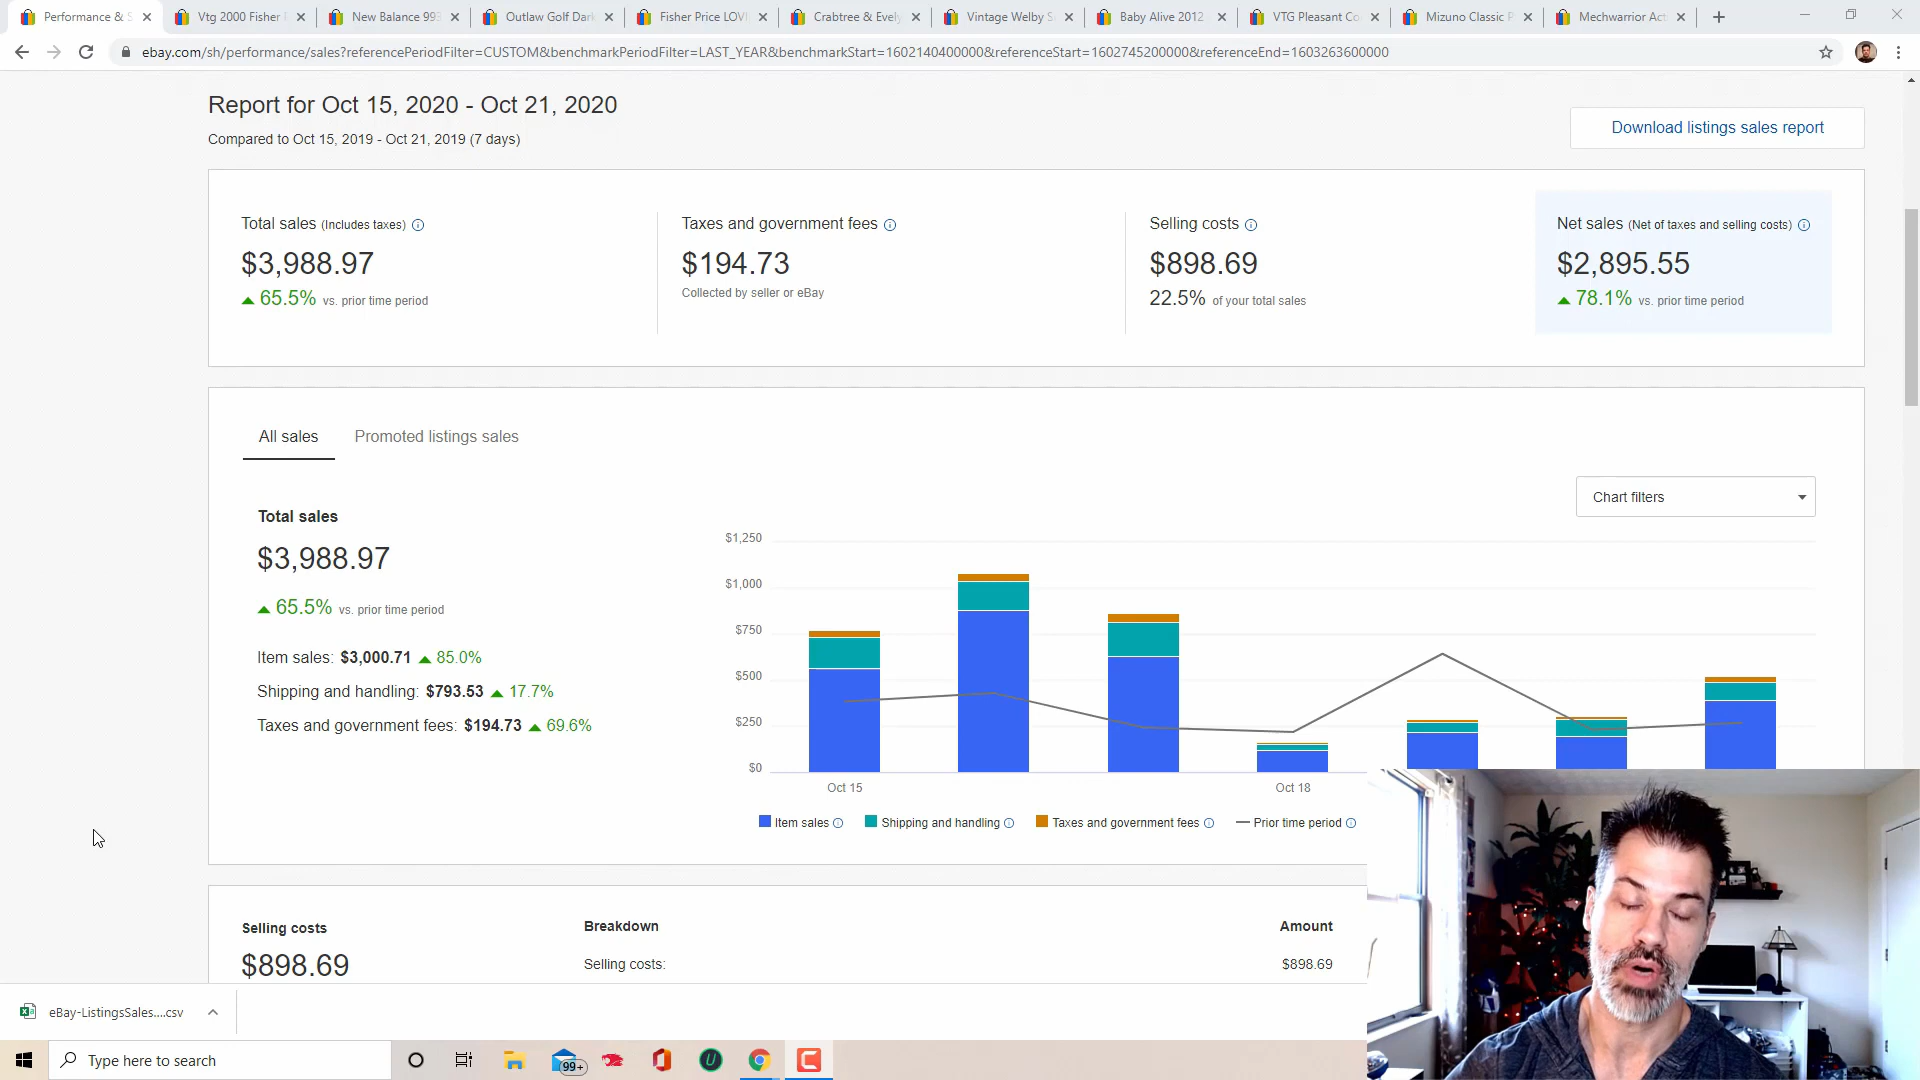 Performance & S
Vtg 2000 Fisher P
New Balance 993
Outlaw Golf Dark
Fisher Price LOVI
Crabtree & Evely
Vintage Welby S
Baby Alive 2012 -
VTG Pleasant Co
Mizuno Classic P
Mechwarrior Act
ebay.com/sh/performance/sales?referencePeriodFilter=CUSTOM&benchmarkPeriodFilter=LAST_YEAR&benchmarkStart=1602140400000&referenceStart=1602745200000&referenceEnd=1603263600000
Report for Oct 15, 2020 - Oct 21, 2020
Compared to Oct 15, 2019 - Oct 21, 2019 (7 days)
Download listings sales report
Total sales (Includes taxes)
$3,988.97
65.5% vs. prior time period
Taxes and government fees
$194.73
Collected by seller or eBay
Selling costs
$898.69
22.5% of your total sales
Net sales (Net of taxes and selling costs)
$2,895.55
78.1% vs. prior time period
All sales
Promoted listings sales
Chart filters
Total sales
$3,988.97
65.5% vs. prior time period
Item sales: $3,000.71 85.0%
Shipping and handling: $793.53 17.7%
Taxes and government fees: $194.73 69.6%
$1,250
$1,000
$750
$500
$250
$0
Oct 15
Oct 18
Item sales
Shipping and handling
Taxes and government fees
Prior time period
Selling costs
$898.69
Breakdown
Amount
Selling costs:
$898.69
eBay-ListingsSales....csv
Type here to search
99+